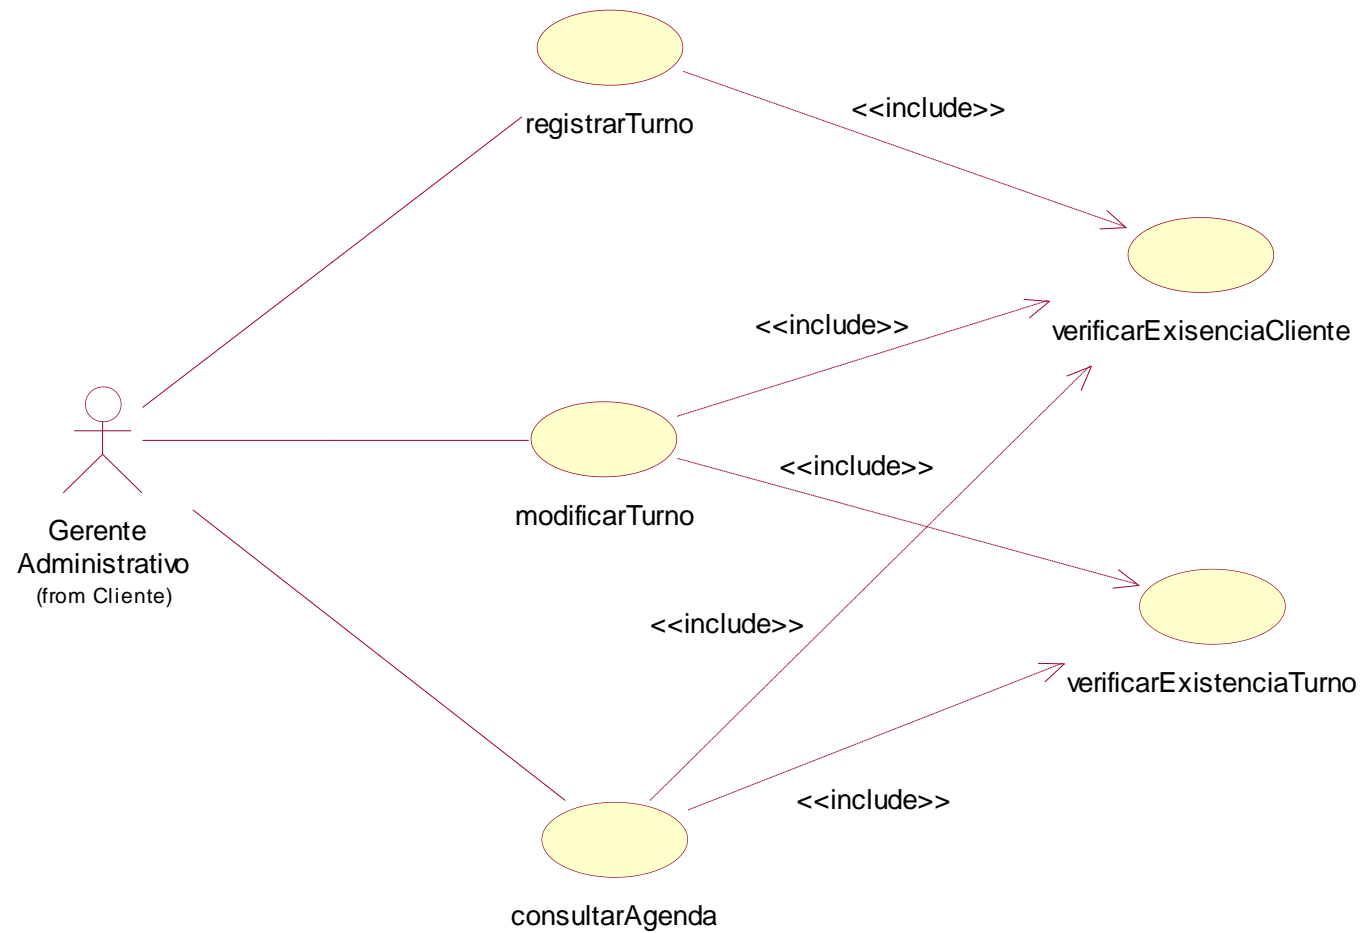 <<include>>
registrarTurno
<<include>>
verificarExisenciaCliente
<<include>>
modificarTurno
Gerente
Administrativo
(from Cliente)
<<include>>
verificarExistenciaTurno
<<include>>
consultarAgenda